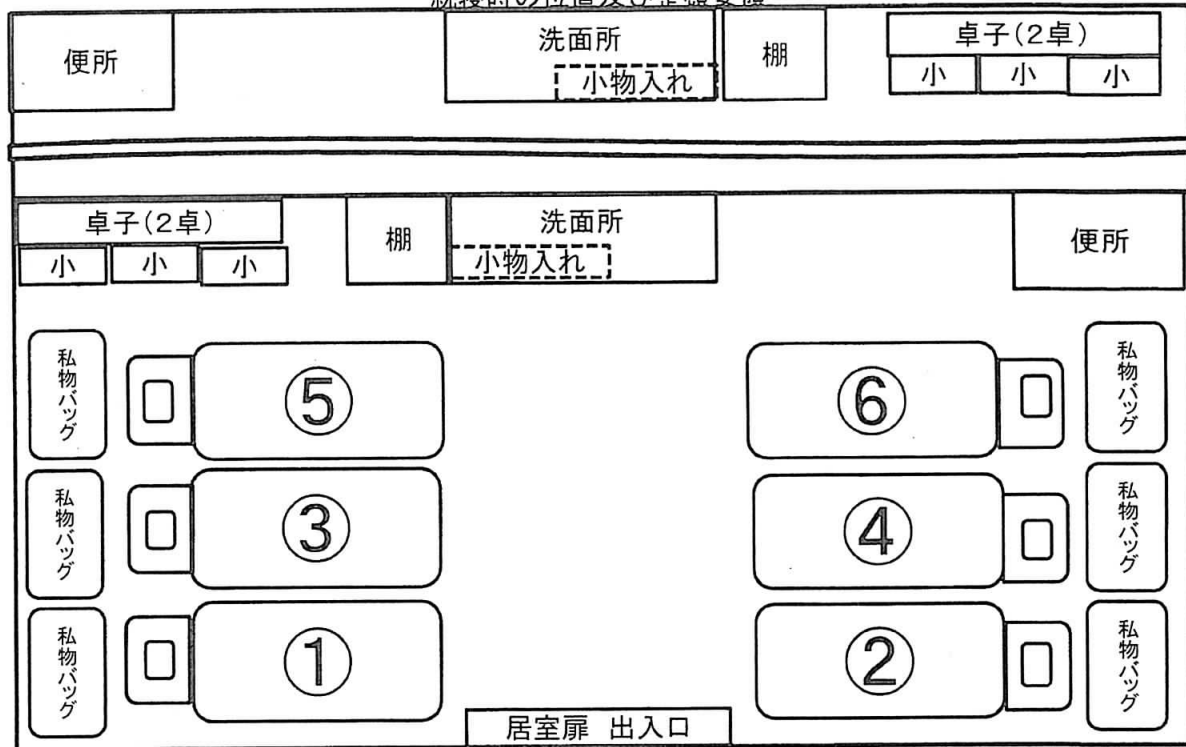 便所
洗面所
小物入れ
棚
卓子(2卓)
小 小 小
卓子(2卓)
小 小 小
棚
洗面所
小物入れ
便所
私物バッグ
⑤
⑥
私物バッグ
私物バッグ
③
④
私物バッグ
私物バッグ
①
②
私物バッグ
居室扉 出入口